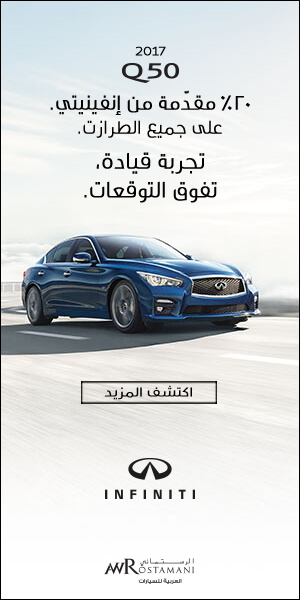 2017
Q50
٢٠٪ مقدّمة من إنفينيتي.
على جميع الطرازت.
تجربة قيادة،
تفوق التوقعات.
اكتشف المزيد
INFINITI
الرستماني
AWROSTAMANI
العربية للسيارات